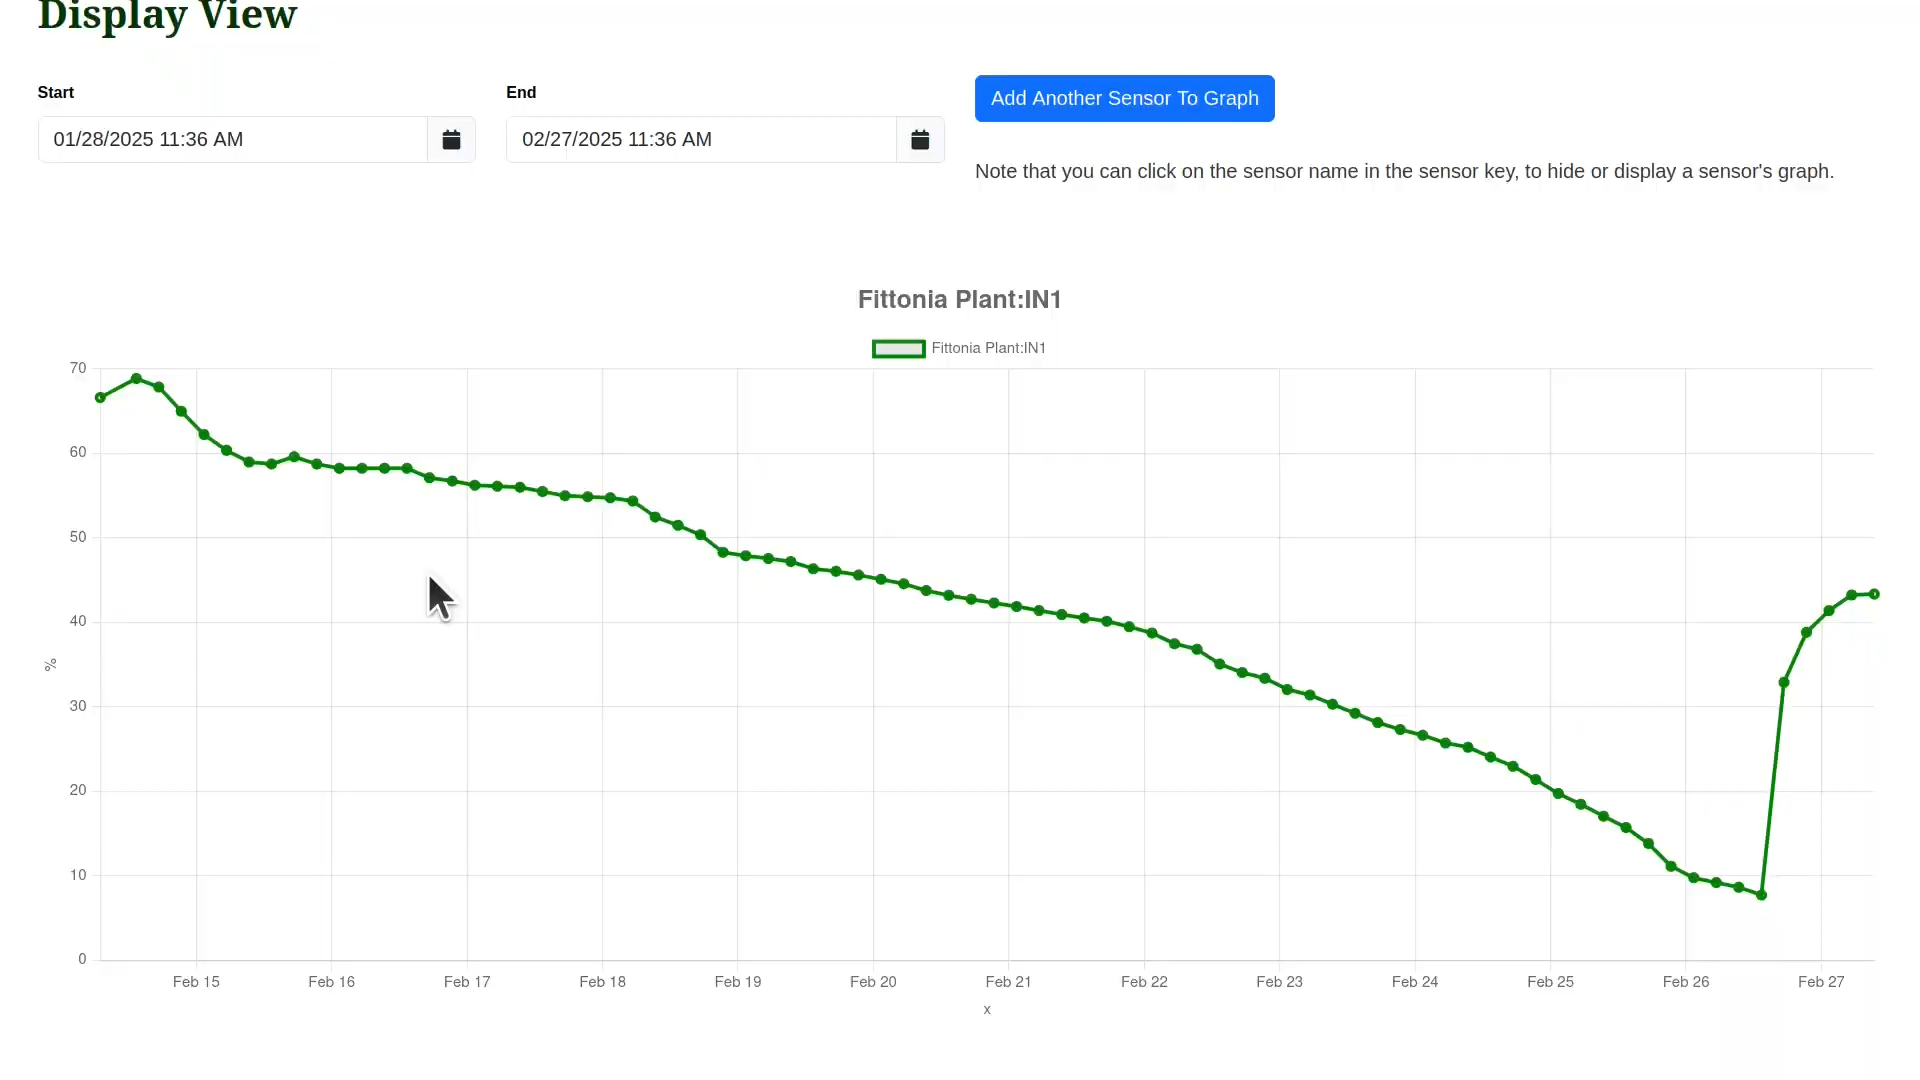 Display View
Start
End
Add Another Sensor To Graph
01/28/2025 11:36 AM
02/27/2025 11:36 AM
Note that you can click on the sensor name in the sensor key, to hide or display a sensor's graph.
Fittonia Plant:IN1
Fittonia Plant:IN1
70
60
50
40
%
30
20
10
0
Feb 15 Feb 16 Feb 17 Feb 18 Feb 19 Feb 20 Feb 21 Feb 22 Feb 23 Feb 24 Feb 25 Feb 26 Feb 27
x